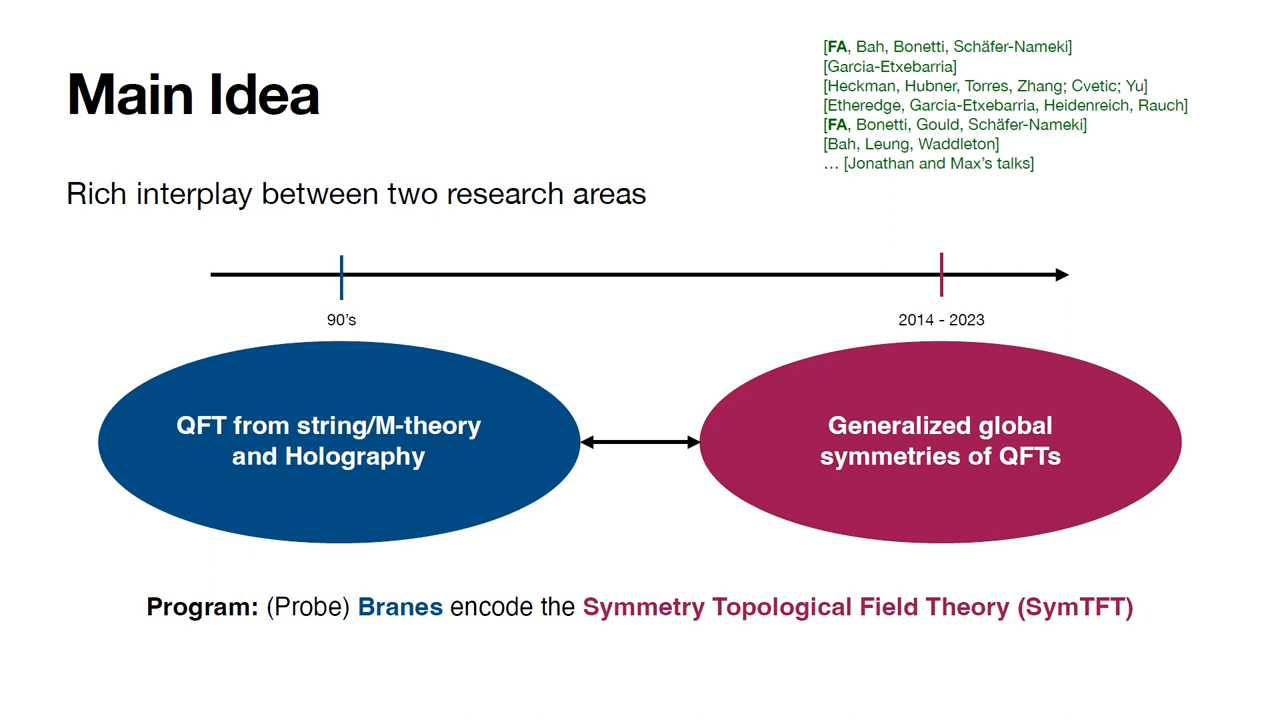 Main Idea
[FA, Bah, Bonetti, Schäfer-Nameki]
[Garcia-Etxebarria]
[Heckman, Hubner, Torres, Zhang; Cvetic; Yu]
[Etheredge, Garcia-Etxebarria, Heidenreich, Rauch]
[FA, Bonetti, Gould, Schäfer-Nameki]
[Bah, Leung, Waddleton]
… [Jonathan and Max’s talks]
Rich interplay between two research areas
90’s
2014 - 2023
QFT from string/M-theory
and Holography
Generalized global
symmetries of QFTs
Program: (Probe) Branes encode the Symmetry Topological Field Theory (SymTFT)